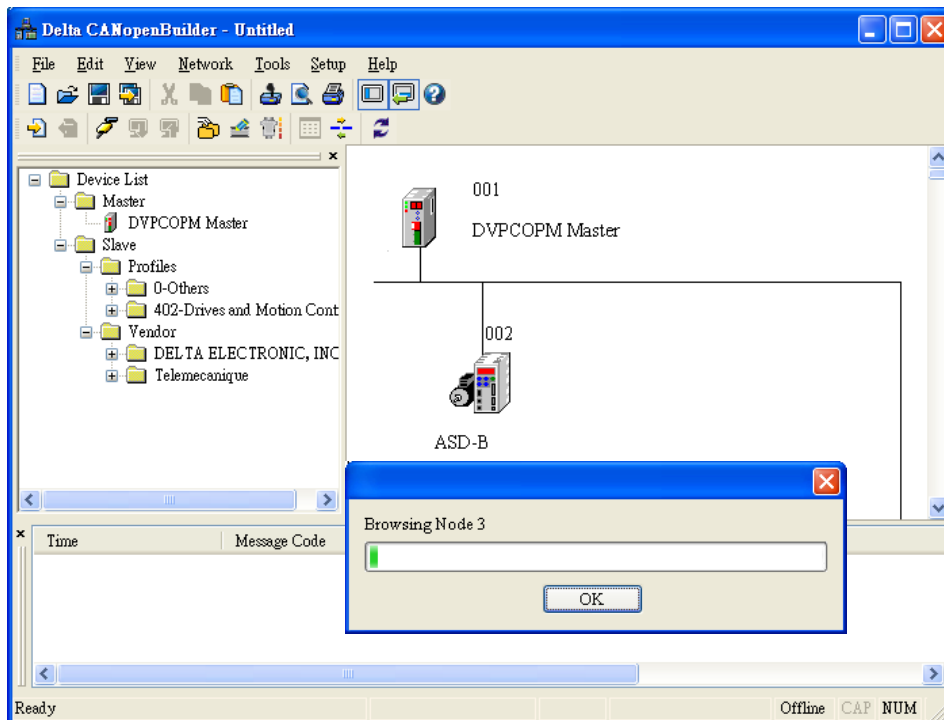 Delta CANopenBuilder - Untitled
File Edit View Network Tools Setup Help
Device List
Master
DVPCOPM Master
Slave
Profiles
0-Others
402-Drives and Motion Cont
Vendor
DELTA ELECTRONIC, INC
Telemecanique
001
DVPCOPM Master
002
ASD-B
Browsing Node 3
OK
Time Message Code
Ready Offline CAP NUM